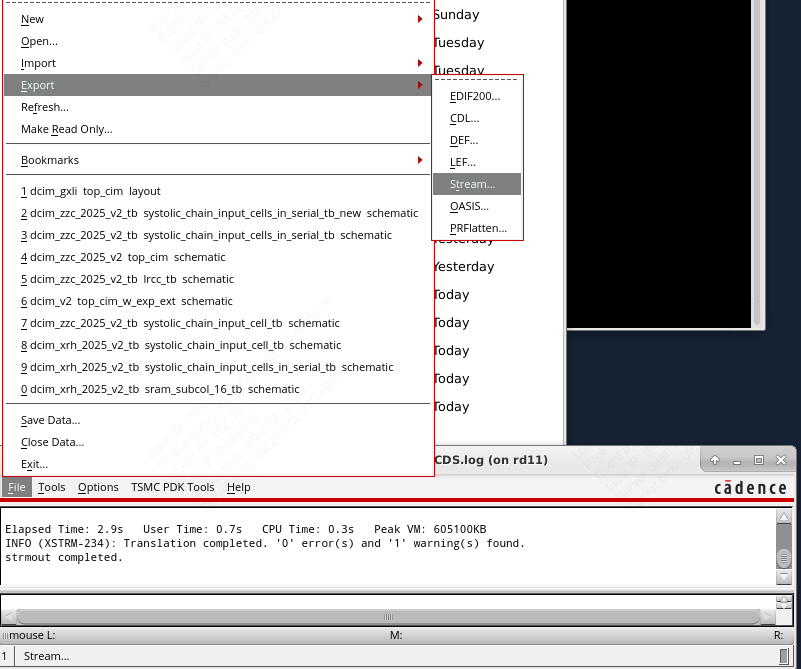 New
Open...
Import
Export
Refresh...
Make Read Only...
Bookmarks
1 dcim_gxli top_cim layout
2 dcim_zzc_2025_v2_tb systolic_chain_input_cells_in_serial_tb_new schematic
3 dcim_zzc_2025_v2_tb systolic_chain_input_cells_in_serial_tb schematic
4 dcim_zzc_2025_v2 top_cim schematic
5 dcim_zzc_2025_v2_tb lrcc_tb schematic
6 dcim_v2 top_cim_w_exp_ext schematic
7 dcim_zzc_2025_v2_tb systolic_chain_input_cell_tb schematic
8 dcim_xrh_2025_v2_tb systolic_chain_input_cell_tb schematic
9 dcim_xrh_2025_v2_tb systolic_chain_input_cells_in_serial_tb schematic
0 dcim_xrh_2025_v2_tb sram_subcol_16_tb schematic
Save Data...
Close Data...
Exit...
Sunday
Tuesday
Tuesday
EDIF200...
CDL...
DEF...
LEF...
Stream...
OASIS...
PRFlatten...
Yesterday
Yesterday
Today
Today
Today
Today
Today
CDS.log (on rd11)
File Tools Options TSMC PDK Tools Help
cādence
Elapsed Time: 2.9s User Time: 0.7s CPU Time: 0.3s Peak VM: 605100KB
INFO (XSTRM-234): Translation completed. '0' error(s) and '1' warning(s) found.
strmout completed.
mouse L: M: R:
1 Stream...